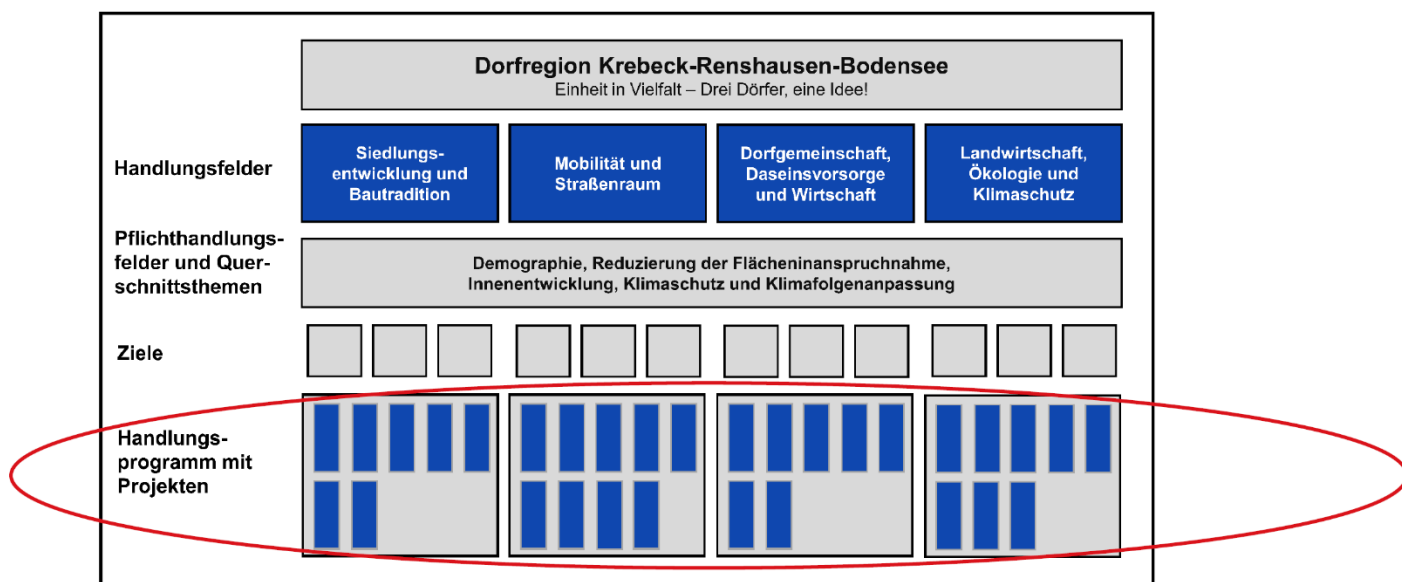 Dorfregion Krebeck-Renshausen-Bodensee
Einheit in Vielfalt – Drei Dörfer, eine Idee!
Handlungsfelder
Siedlungs-
entwicklung und
Bautradition
Mobilität und
Straßenraum
Dorfgemeinschaft,
Daseinsvorsorge
und Wirtschaft
Landwirtschaft,
Ökologie und
Klimaschutz
Pflichthandlungs-
felder und Quer-
schnittsthemen
Demographie, Reduzierung der Flächeninanspruchnahme,
Innenentwicklung, Klimaschutz und Klimafolgenanpassung
Ziele
Handlungs-
programm mit
Projekten